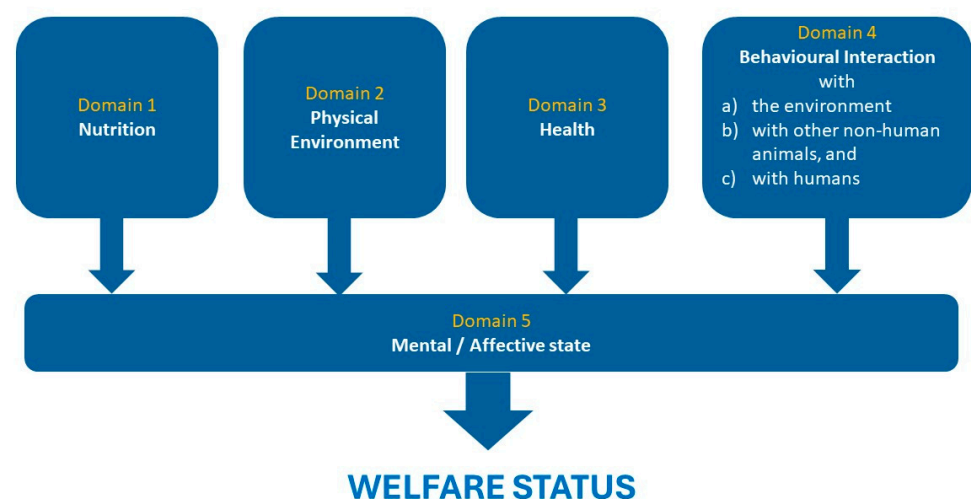 Domain 1
Nutrition
Domain 2
Physical
Environment
Domain 3
Health
Domain 4
Behavioural Interaction
with
a) the environment
b) with other non-human
animals, and
c) with humans
Domain 5
Mental / Affective state
WELFARE STATUS